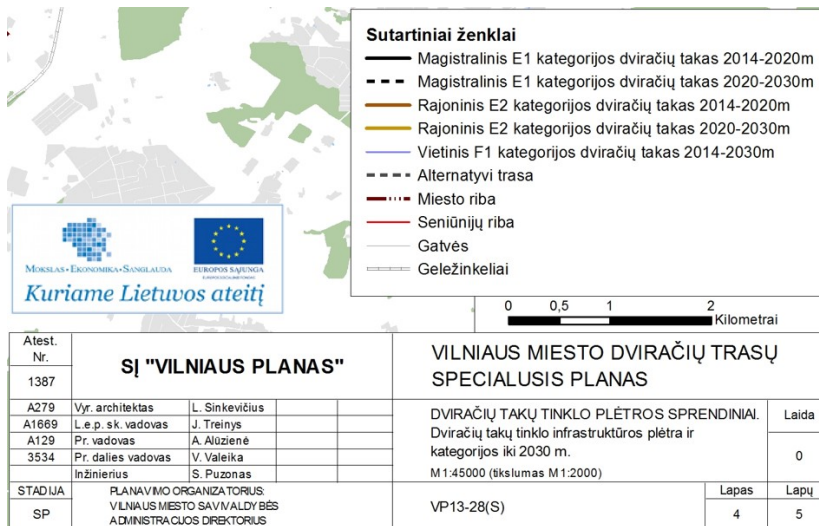 Sutartiniai ženklai
Magistralinis E1 kategorijos dviračių takas 2014-2020m
Magistralinis E1 kategorijos dviračių takas 2020-2030m
Rajoninis E2 kategorijos dviračių takas 2014-2020m
Rajoninis E2 kategorijos dviračių takas 2020-2030m
Vietinis F1 kategorijos dviračių takas 2014-2030m
Alternatyvi trasa
Miesto riba
Seniūnijų riba
Gatvės
Geležinkeliai
MOKSLAS • EKONOMIKA • SANGLAUDA
EUROPOS SĄJUNGA
Kuriame Lietuvos ateitį
0 0,5 1 2
Kilometrai
Atest.
Nr.
1387
SĮ "VILNIAUS PLANAS"
VILNIAUS MIESTO DVIRAČIŲ TRASŲ
SPECIALUSIS PLANAS
A279 Vyr. architektas L. Sinkevičius
A1669 L.e.p. sk. vadovas J. Treinys
A129 Pr. vadovas A. Alūzienė
3534 Pr. dalies vadovas V. Valeika
Inžinierius S. Puzonas
DVIRAČIŲ TAKŲ TINKLO PLĖTROS SPRENDINIAI.
Dviračių takų tinklo infrastruktūros plėtra ir
kategorijos iki 2030 m.
M1:45000 (tikslumas M1:2000)
Laida
0
STADIJA
SP
PLANAVIMO ORGANIZATORIUS:
VILNIAUS MIESTO SAVIVALDYBĖS
ADMINISTRACIJOS DIREKTORIUS
VP13-28(S)
Lapas Lapų
4 5